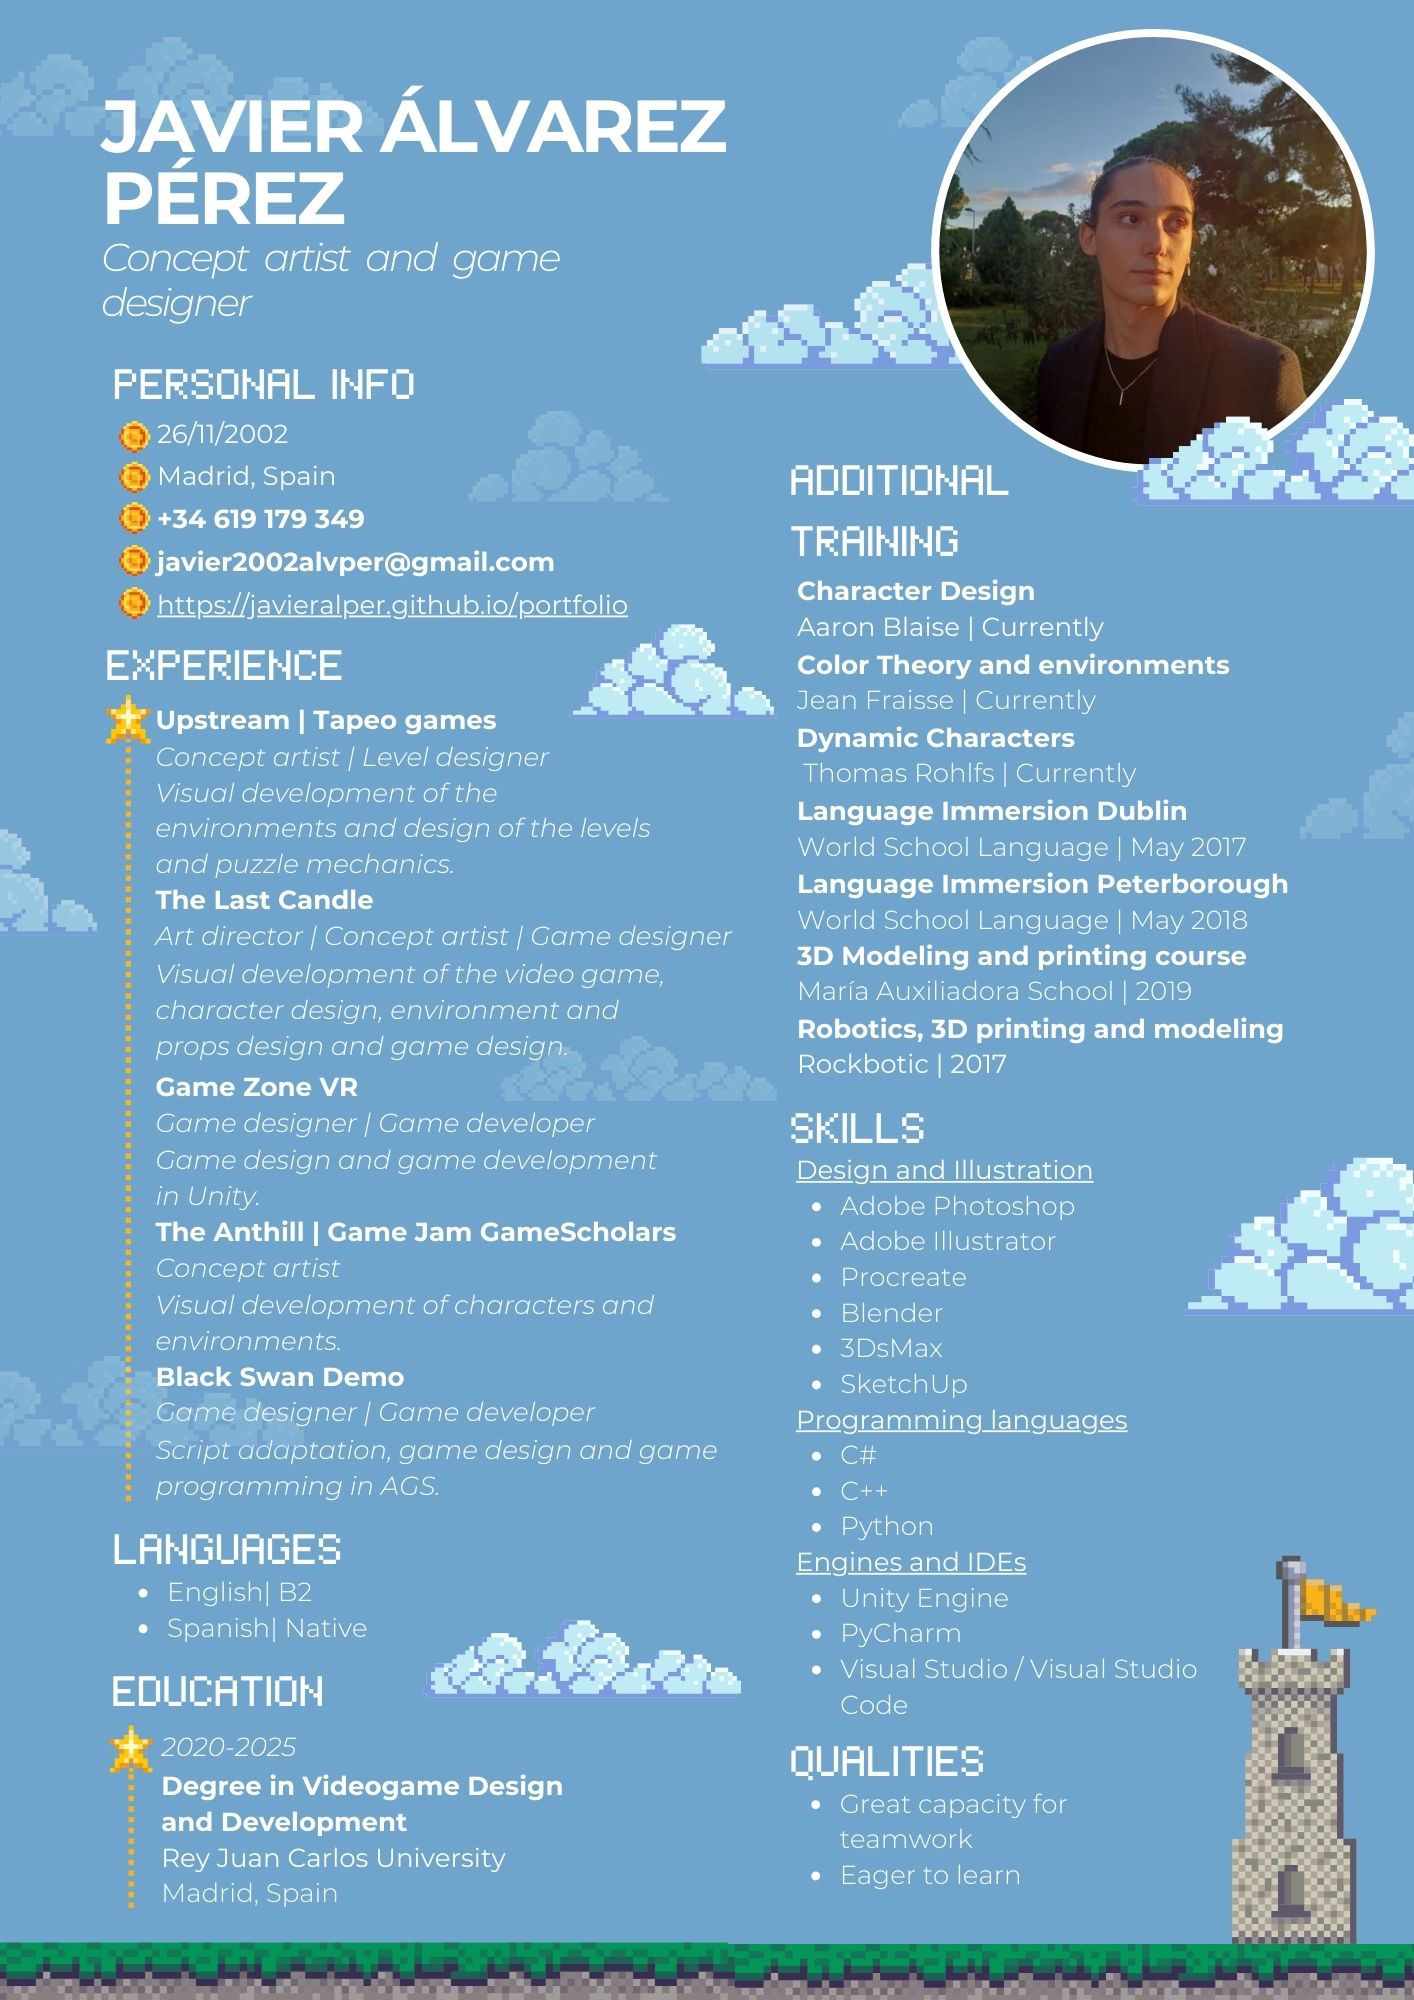 JAVIER ÁLVAREZ
PÉREZ
Concept artist and game
designer
PERSONAL INFO
26/11/2002
Madrid, Spain
+34 619 179 349
javier2002alvper@gmail.com
https://javieralper.github.io/portfolio
EXPERIENCE
Upstream | Tapeo games
Concept artist | Level designer
Visual development of the
environments and design of the levels
and puzzle mechanics.
The Last Candle
Art director | Concept artist | Game designer
Visual development of the video game,
character design, environment and
props design and game design.
Game Zone VR
Game designer | Game developer
Game design and game development
in Unity.
The Anthill | Game Jam GameScholars
Concept artist
Visual development of characters and
environments.
Black Swan Demo
Game designer | Game developer
Script adaptation, game design and game
programming in AGS.
LANGUAGES
• English| B2
• Spanish| Native
EDUCATION
2020-2025
Degree in Videogame Design
and Development
Rey Juan Carlos University
Madrid, Spain
ADDITIONAL
TRAINING
Character Design
Aaron Blaise | Currently
Color Theory and environments
Jean Fraisse | Currently
Dynamic Characters
Thomas Rohlfs | Currently
Language Immersion Dublin
World School Language | May 2017
Language Immersion Peterborough
World School Language | May 2018
3D Modeling and printing course
María Auxiliadora School | 2019
Robotics, 3D printing and modeling
Rockbotic | 2017
SKILLS
Design and Illustration
• Adobe Photoshop
• Adobe Illustrator
• Procreate
• Blender
• 3DsMax
• SketchUp
Programming languages
• C#
• C++
• Python
Engines and IDEs
• Unity Engine
• PyCharm
• Visual Studio / Visual Studio
Code
QUALITIES
• Great capacity for
teamwork
• Eager to learn